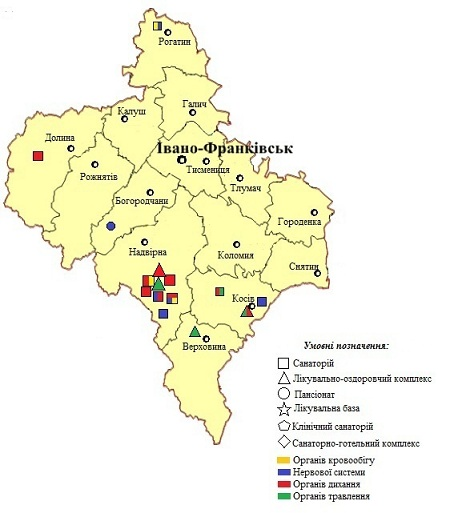 Рогатин
Галич
Калуш
Долина
Івано-Франківськ
Рожнятів
Тисмениця
Тлумач
Богородчани
Городенка
Надвірна
Коломия
Снятин
Косів
Верховина
Умовні позначення:
Санаторій
Лікувально-оздоровчий комплекс
Пансіонат
Лікувальна база
Клінічний санаторій
Санаторно-готельний комплекс
Органів кровообігу
Нервової системи
Органів дихання
Органів травлення